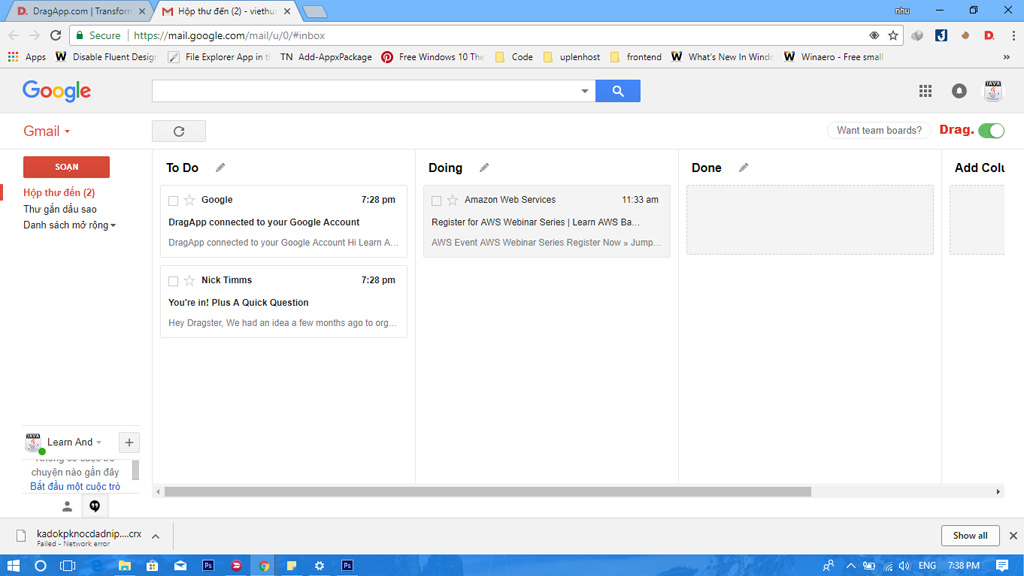 DragApp.com | Transform
Hộp thư đến (2) - viethu
nhu
Secure
https://mail.google.com/mail/u/0/#inbox
Apps
Disable Fluent Design
File Explorer App in t
TN Add-AppxPackage
Free Windows 10 The
Code
uplenhost
frontend
What's New In Windo
Winaero - Free small
Google
Gmail
Want team boards?
Drag.
SOẠN
Hộp thư đến (2)
Thư gắn dấu sao
Danh sách mở rộng
To Do
Doing
Done
Add Colu
Google 7:28 pm
DragApp connected to your Google Account
DragApp connected to your Google Account Hi Learn A...
Nick Timms 7:28 pm
You're in! Plus A Quick Question
Hey Dragster, We had an idea a few months ago to org...
Amazon Web Services 11:33 am
Register for AWS Webinar Series | Learn AWS Ba...
AWS Event AWS Webinar Series Register Now » Jump...
Learn And
chuyện nào gần đây
Bắt đầu một cuộc trò
kadokpknocdadnip....crx
Failed - Network error
Show all
ENG
7:38 PM